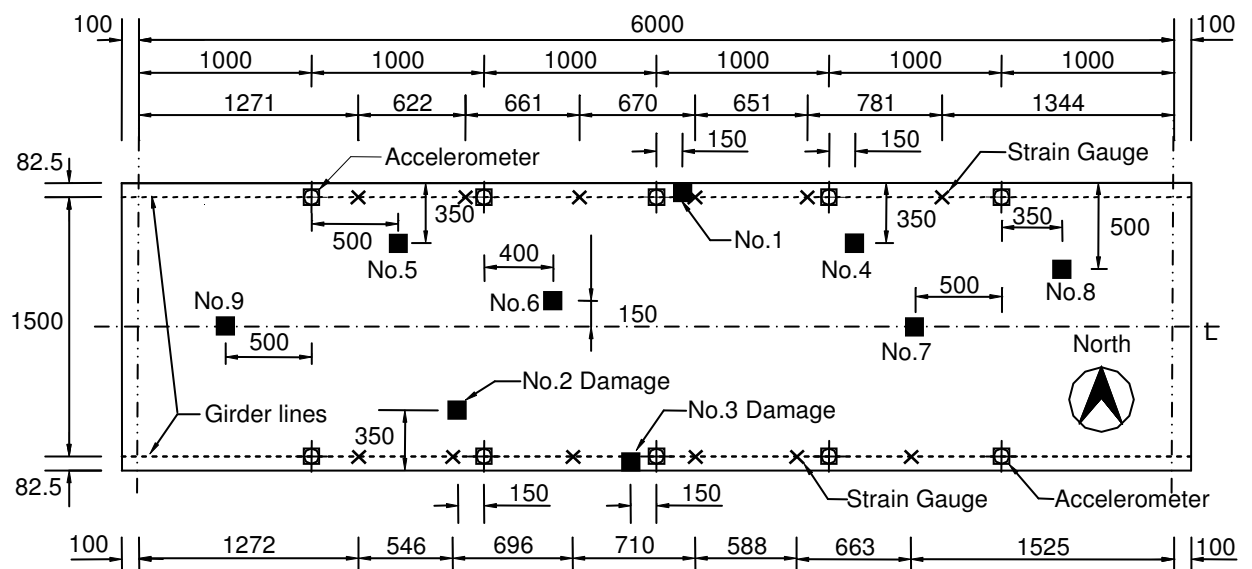 100 6000 100
1000 1000 1000 1000 1000 1000
1271 622 661 670 651 781 1344
150 150
82.5 Accelerometer Strain Gauge
350 350 350 500
500 No.1
No.5 400 No.4 No.8
No.9 No.6 500
1500 150 L
No.7
500 North
No.2 Damage
No.3 Damage
Girder lines 350
82.5 150 150 Strain Gauge Accelerometer
100 1272 546 696 710 588 663 1525 100